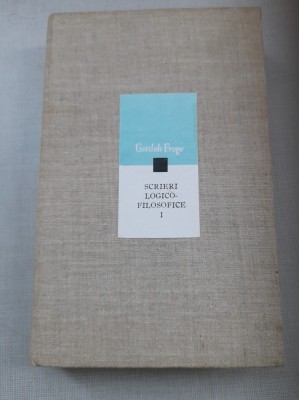 Gottlob Frege
SCRIERI
LOGICO-
FILOSOFICE
I